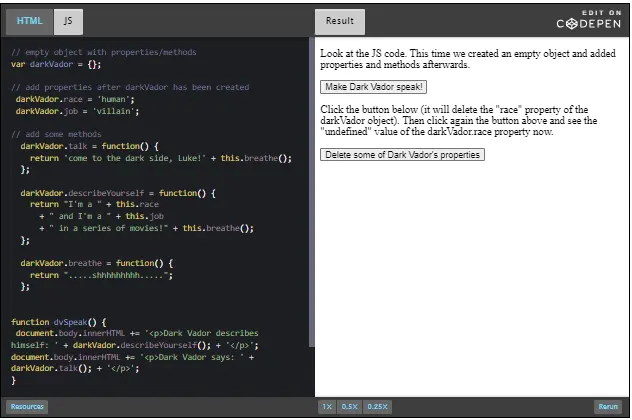 HTML
JS
Result
EDIT ON
CODEPEN
// empty object with properties/methods
var darkVador = {};
// add properties after darkVador has been created
darkVador.race = 'human';
darkVador.job = 'villain';
// add some methods
darkVador.talk = function() {
return 'come to the dark side, Luke!' + this.breathe();
};
darkVador.describeYourself = function() {
return "I'm a " + this.race
+ " and I'm a " + this.job
+ " in a series of movies!" + this.breathe();
};
darkVador.breathe = function() {
return ".....shhhhhhhhh.....";
};
function dvSpeak() {
document.body.innerHTML += '<p>Dark Vador describes
himself: ' + darkVador.describeYourself(); + '</p>';
document.body.innerHTML += '<p>Dark Vador says: ' +
darkVador.talk(); + '</p>';
}
Look at the JS code. This time we created an empty object and added
properties and methods afterwards.
Make Dark Vador speak!
Click the button below (it will delete the "race" property of the
darkVador object). Then click again the button above and see the
"undefined" value of the darkVador.race property now.
Delete some of Dark Vador's properties
Resources
1X
0.5X
0.25X
Rerun